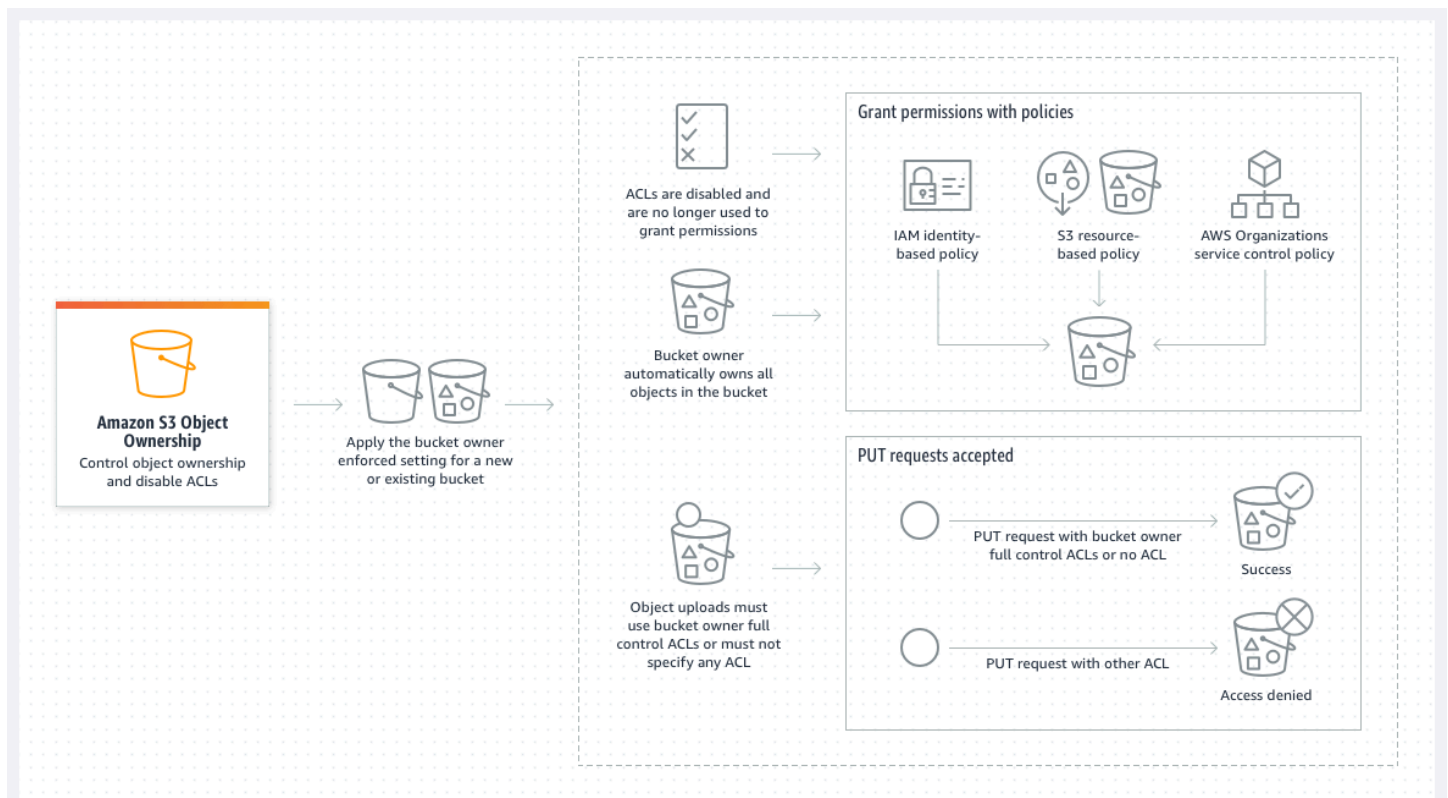 Amazon S3 Object
Ownership
Control object ownership
and disable ACLs
Apply the bucket owner
enforced setting for a new
or existing bucket
ACLs are disabled and
are no longer used to
grant permissions
Bucket owner
automatically owns all
objects in the bucket
Object uploads must
use bucket owner full
control ACLs or must not
specify any ACL
Grant permissions with policies
IAM identity-
based policy
S3 resource-
based policy
AWS Organizations
service control policy
PUT requests accepted
PUT request with bucket owner
full control ACLs or no ACL
Success
PUT request with other ACL
Access denied